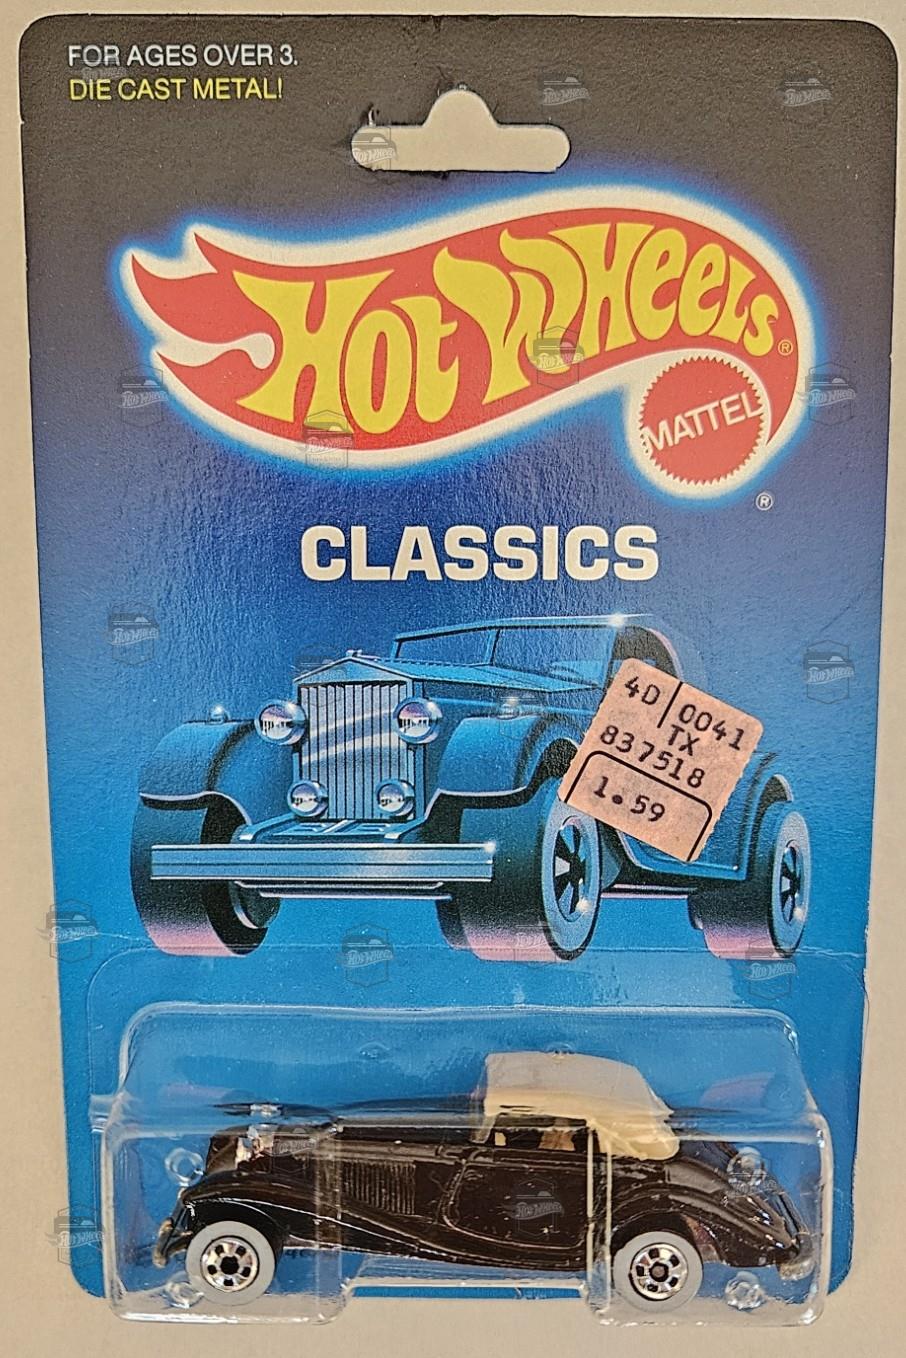 FOR AGES OVER 3.
DIE CAST METAL!
HOT WHEELS®
MATTEL
®
CLASSICS
4D 0041
TX
837518
1.59